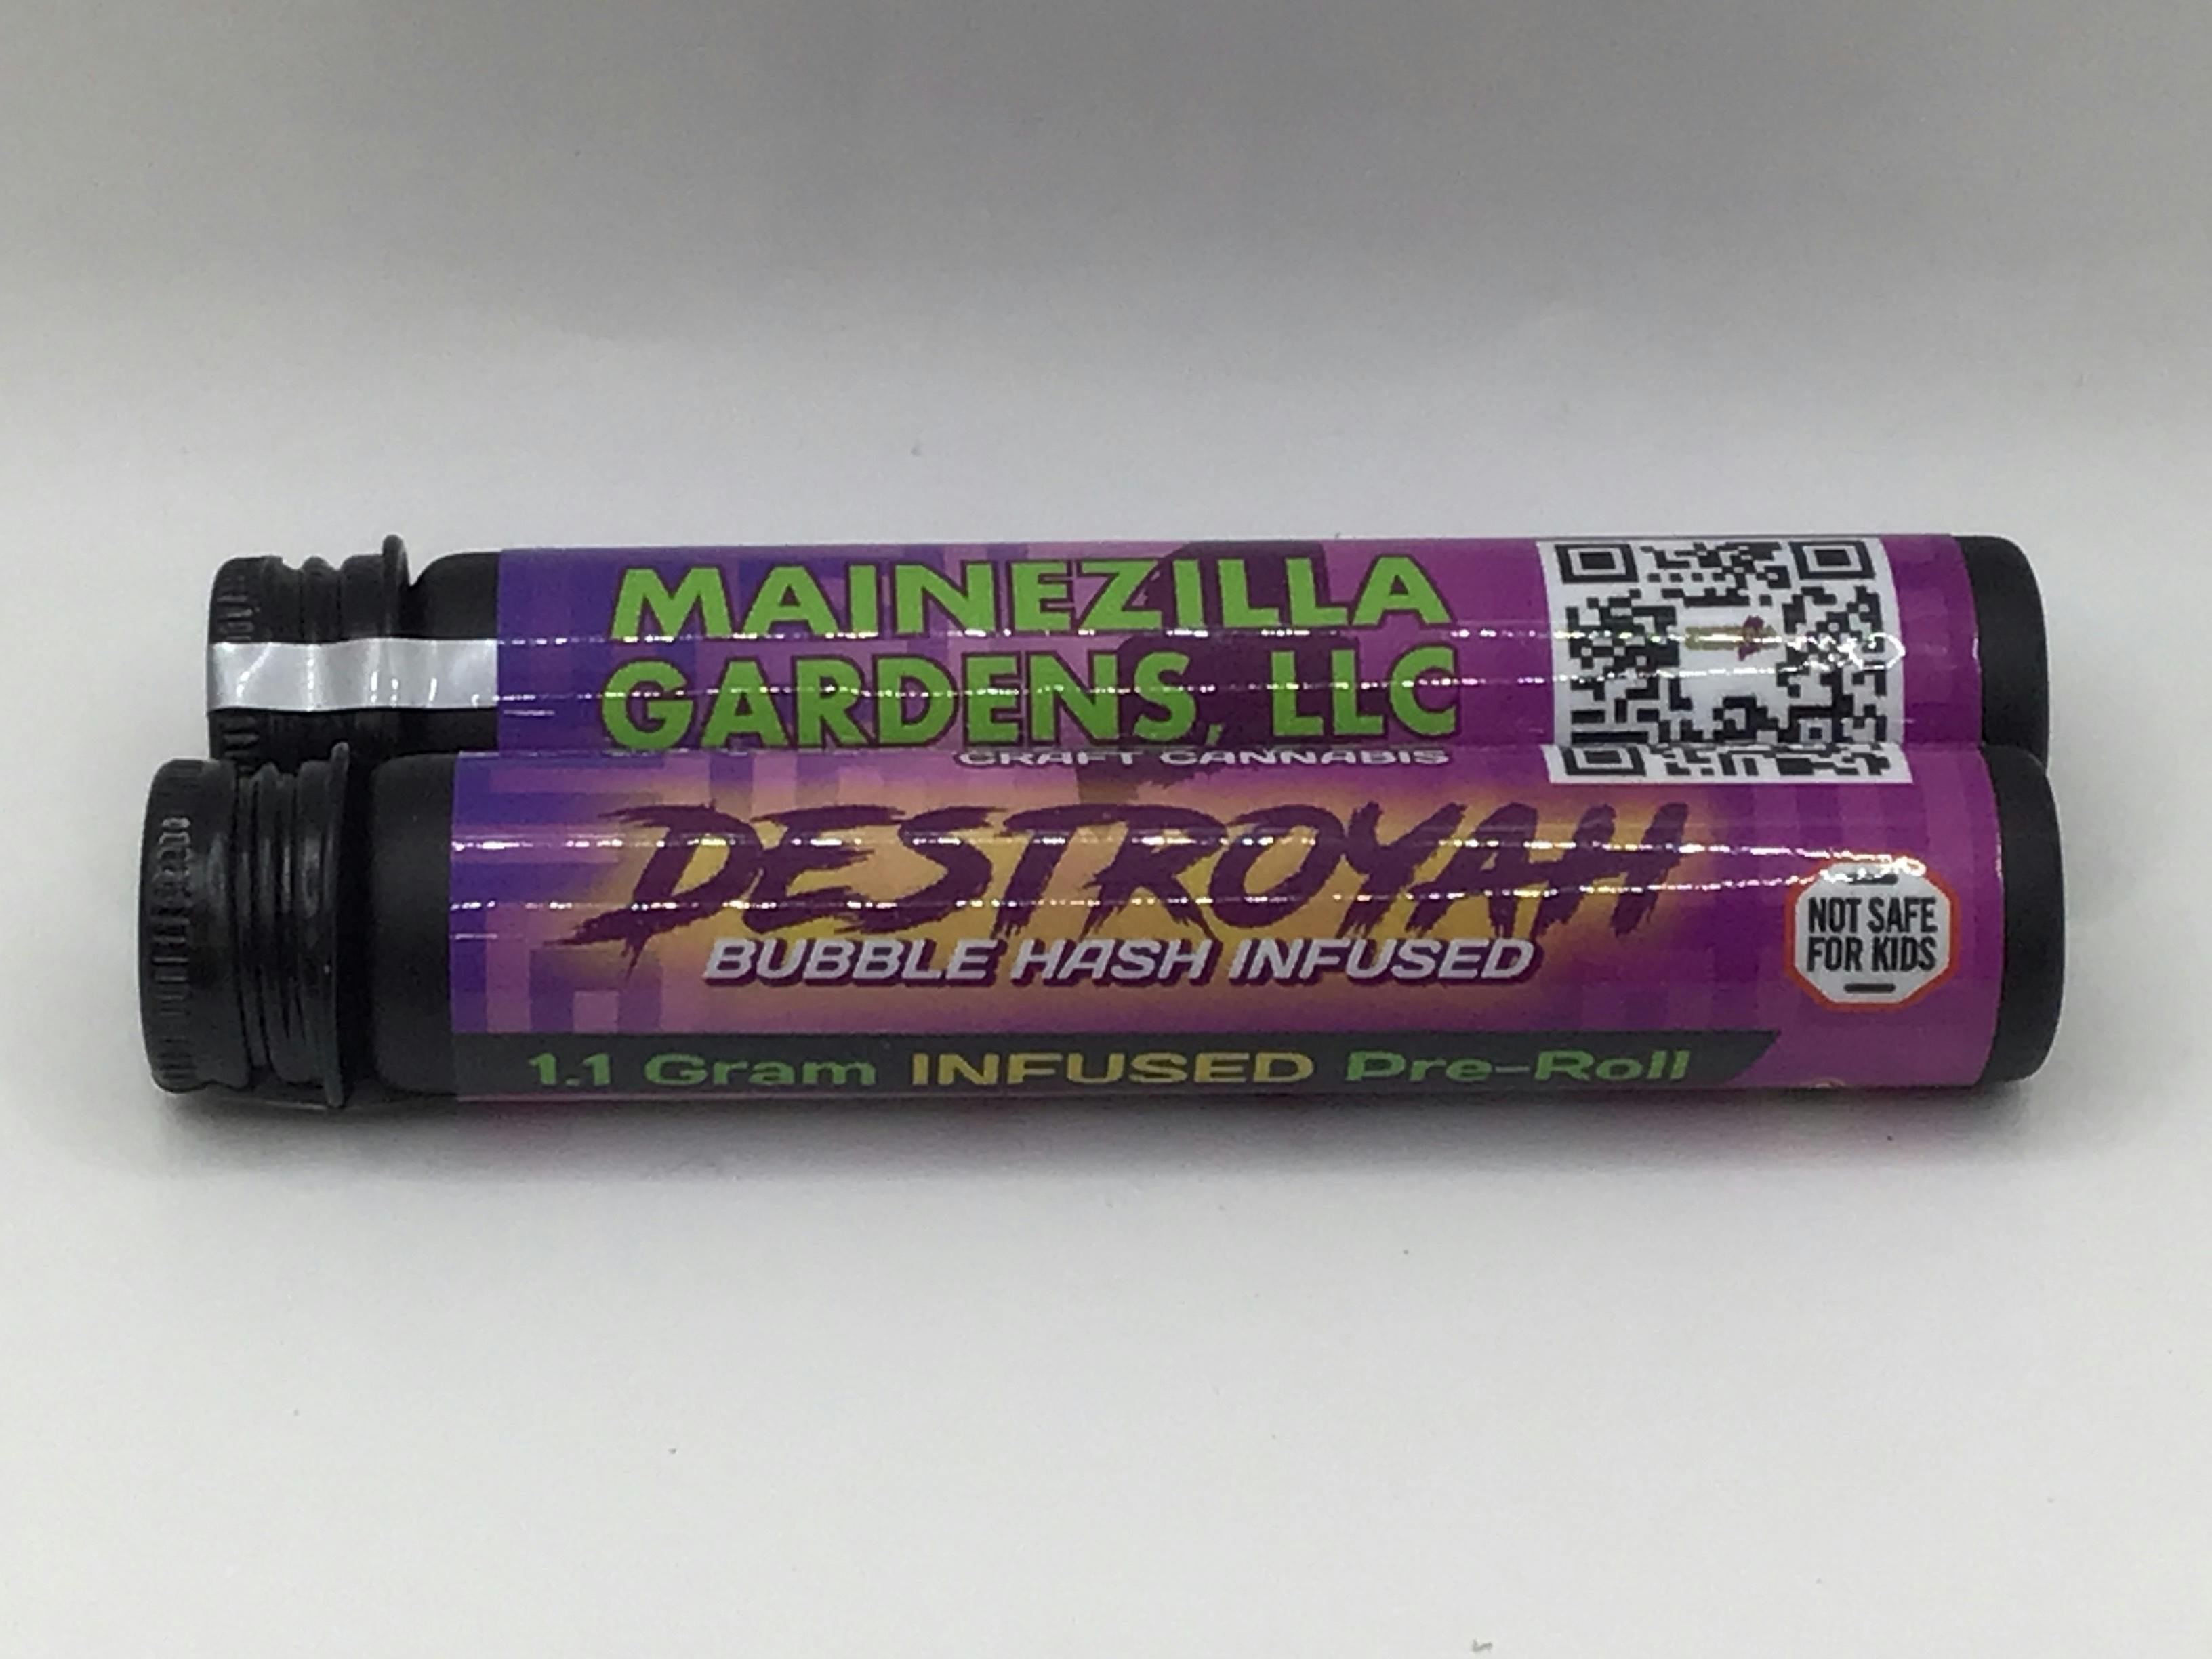 MAINEZILLA
GARDENS, LLC
CRAFT CANNABIS
DESTROYAH
BUBBLE HASH INFUSED
NOT SAFE
FOR KIDS
1.1 Gram INFUSED Pre-Roll